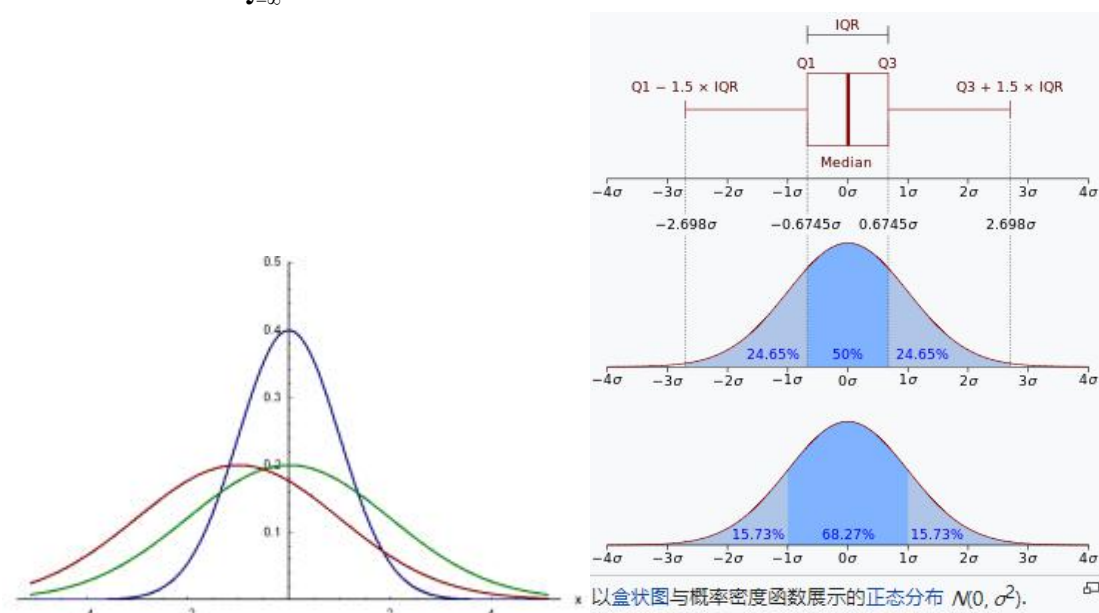 −∞
0.5
0.4
0.3
0.2
0.1
x
IQR
Q1 Q3
Q1 − 1.5 × IQR Q3 + 1.5 × IQR
Median
−4σ −3σ −2σ −1σ 0σ 1σ 2σ 3σ 4σ
−2.698σ −0.6745σ 0.6745σ 2.698σ
24.65% 50% 24.65%
−4σ −3σ −2σ −1σ 0σ 1σ 2σ 3σ 4σ
15.73% 68.27% 15.73%
−4σ −3σ −2σ −1σ 0σ 1σ 2σ 3σ 4σ
以盒状图与概率密度函数展示的正态分布 N(0, σ²).